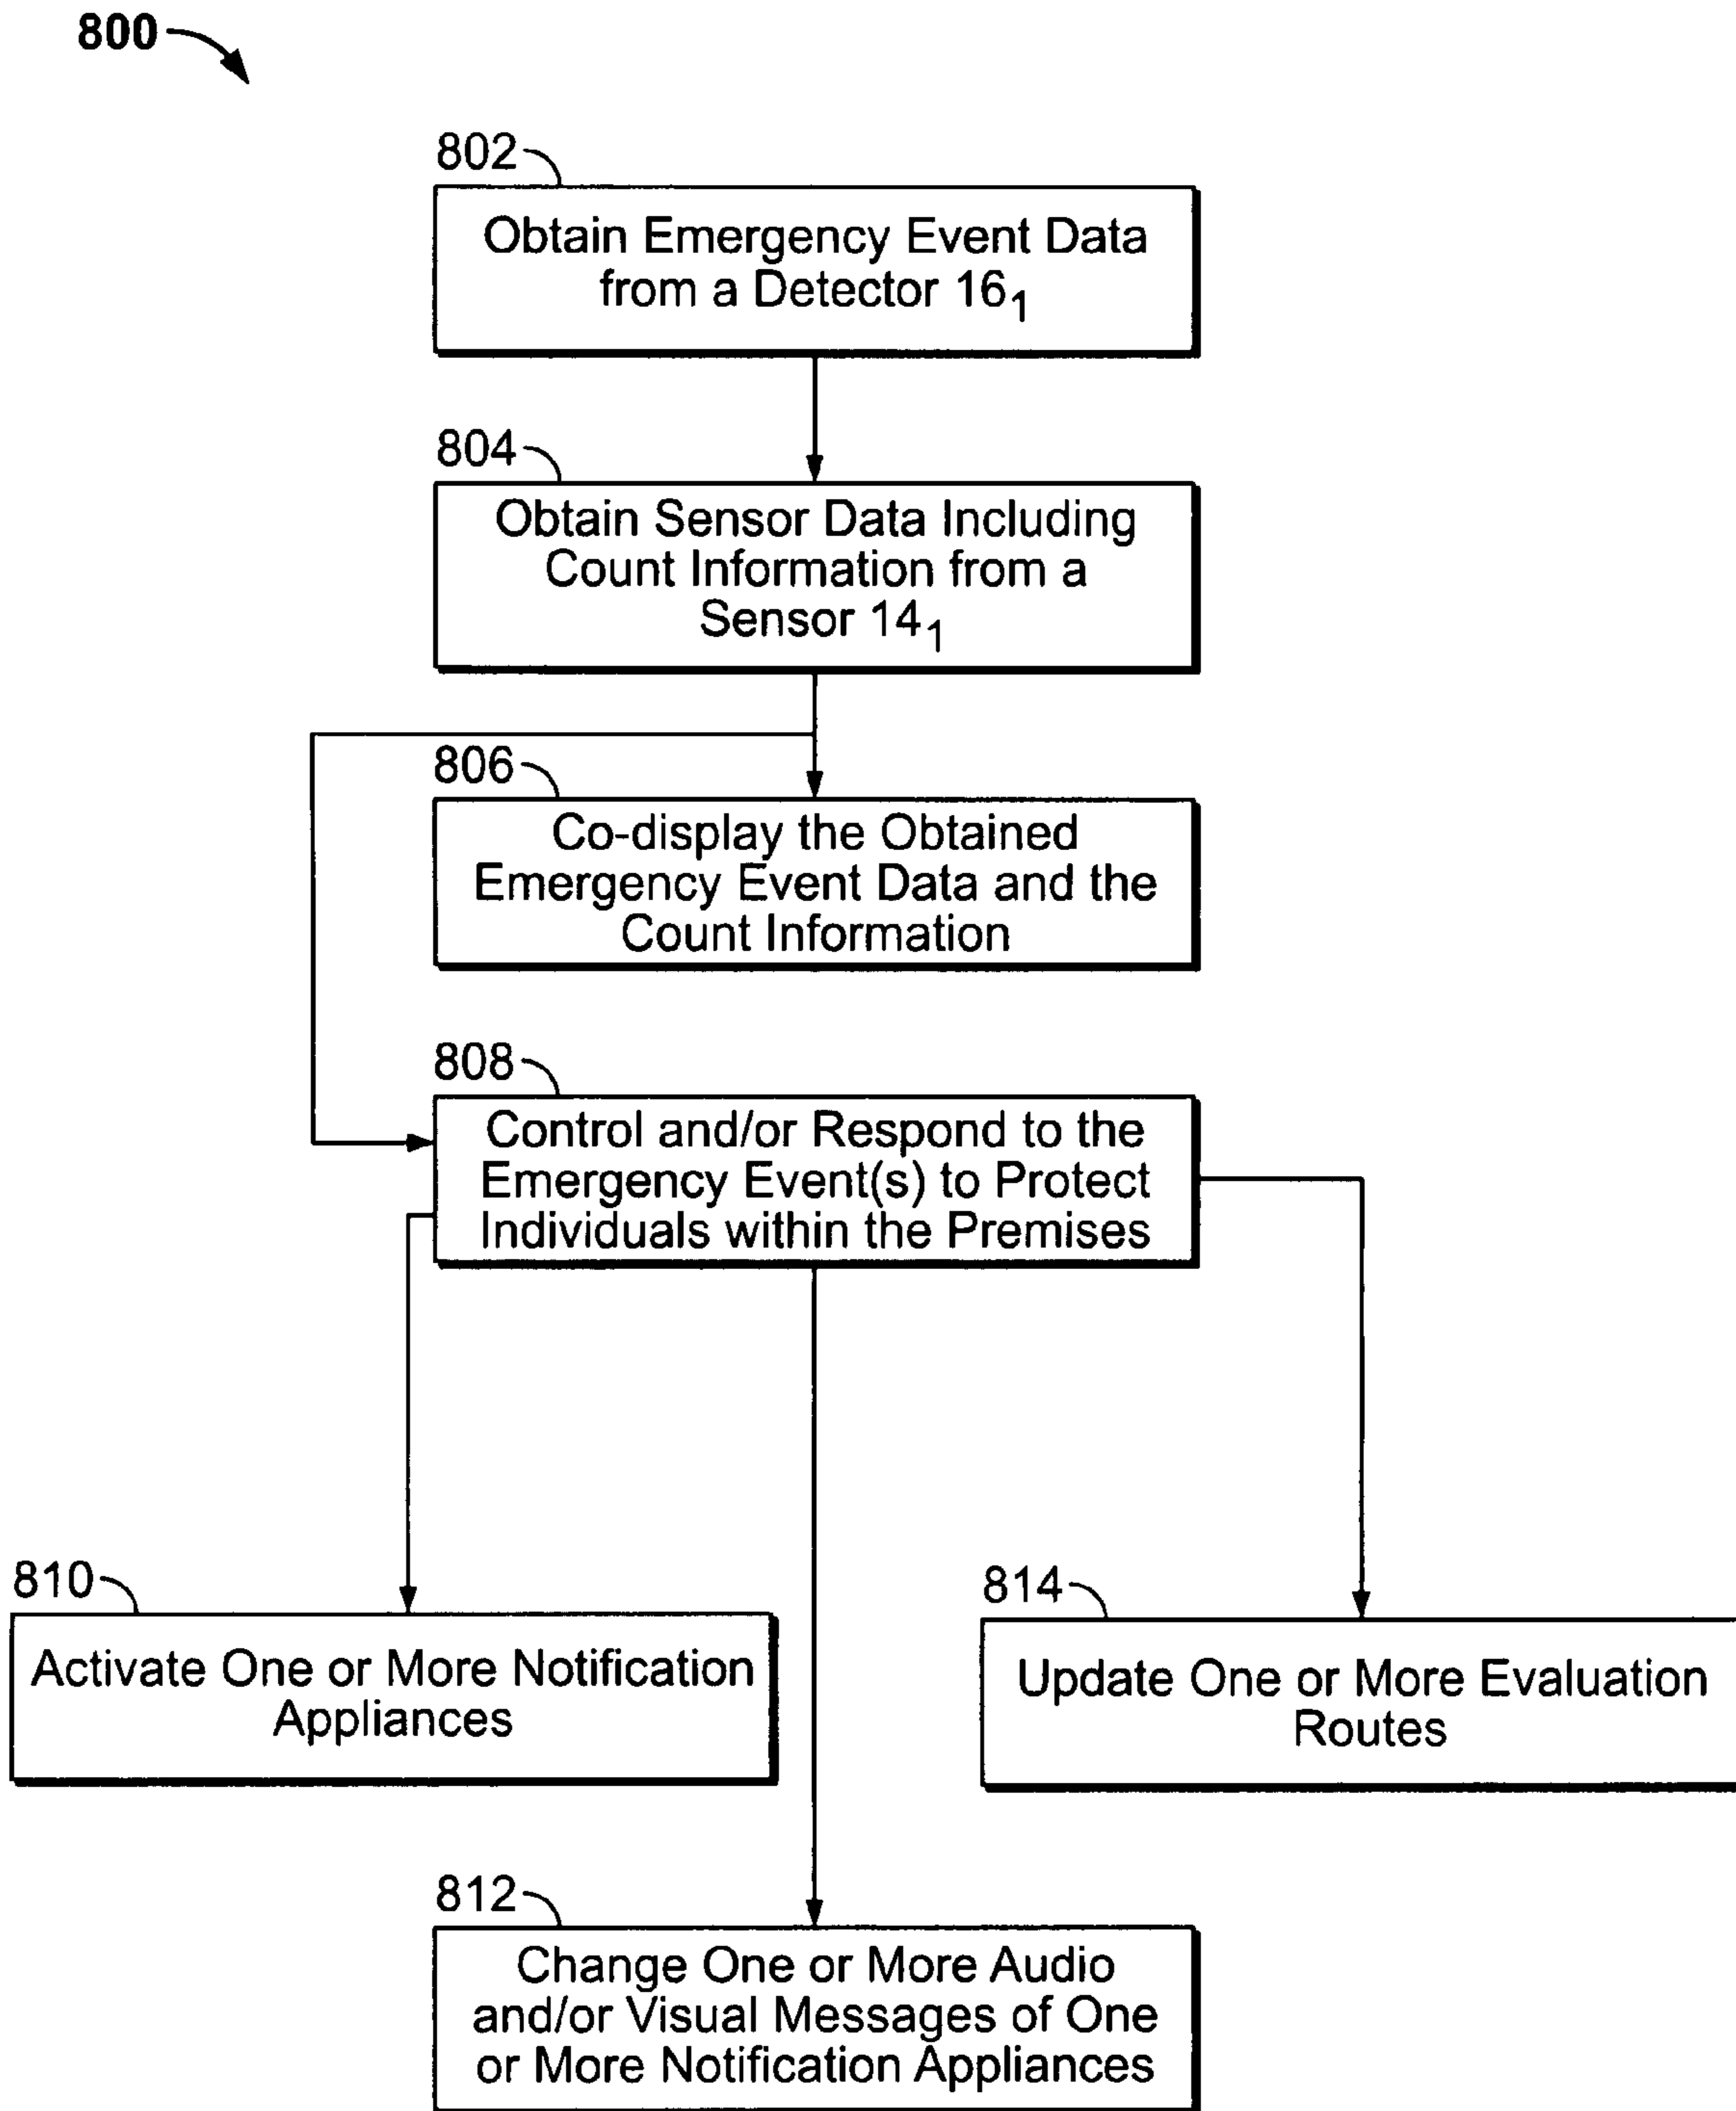 800
802
Obtain Emergency Event Data
from a Detector 16₁
804
Obtain Sensor Data Including
Count Information from a
Sensor 14₁
806
Co-display the Obtained
Emergency Event Data and the
Count Information
808
Control and/or Respond to the
Emergency Event(s) to Protect
Individuals within the Premises
810
Activate One or More Notification
Appliances
814
Update One or More Evaluation
Routes
812
Change One or More Audio
and/or Visual Messages of One
or More Notification Appliances